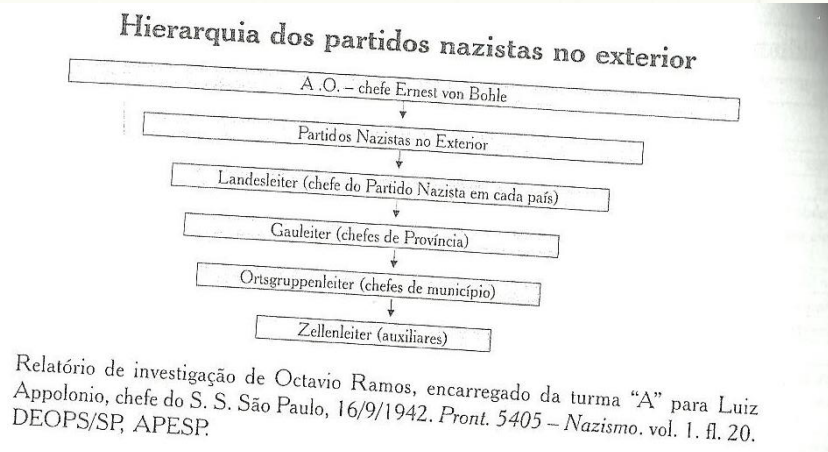 Hierarquia dos partidos nazistas no exterior
A .O. – chefe Ernest von Bohle
Partidos Nazistas no Exterior
Landesleiter (chefe do Partido Nazista em cada país)
Gauleiter (chefes de Província)
Ortsgruppenleiter (chefes de município)
Zellenleiter (auxiliares)
Relatório de investigação de Octavio Ramos, encarregado da turma “A” para Luiz
Appolonio, chefe do S. S. São Paulo, 16/9/1942. Pront. 5405 – Nazismo. vol. 1. fl. 20.
DEOPS/SP, APESP.